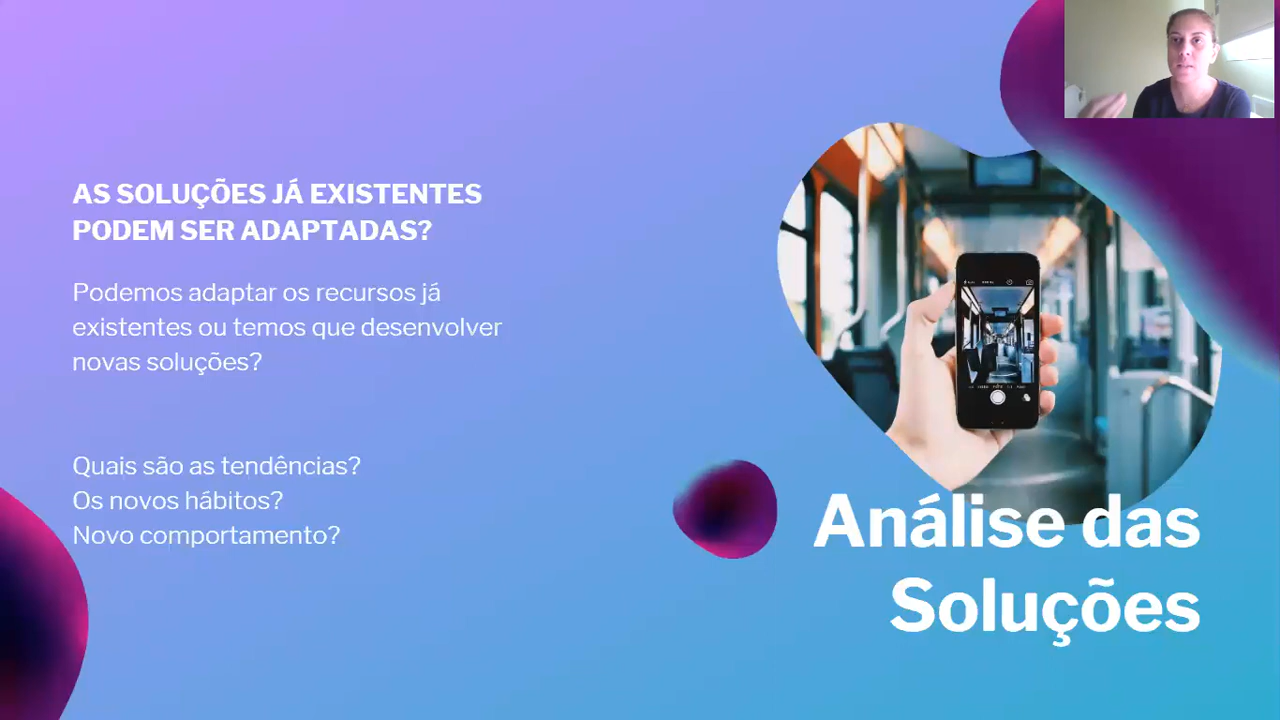 AS SOLUÇÕES JÁ EXISTENTES
PODEM SER ADAPTADAS?
Podemos adaptar os recursos já
existentes ou temos que desenvolver
novas soluções?
Quais são as tendências?
Os novos hábitos?
Novo comportamento?
Análise das
Soluções